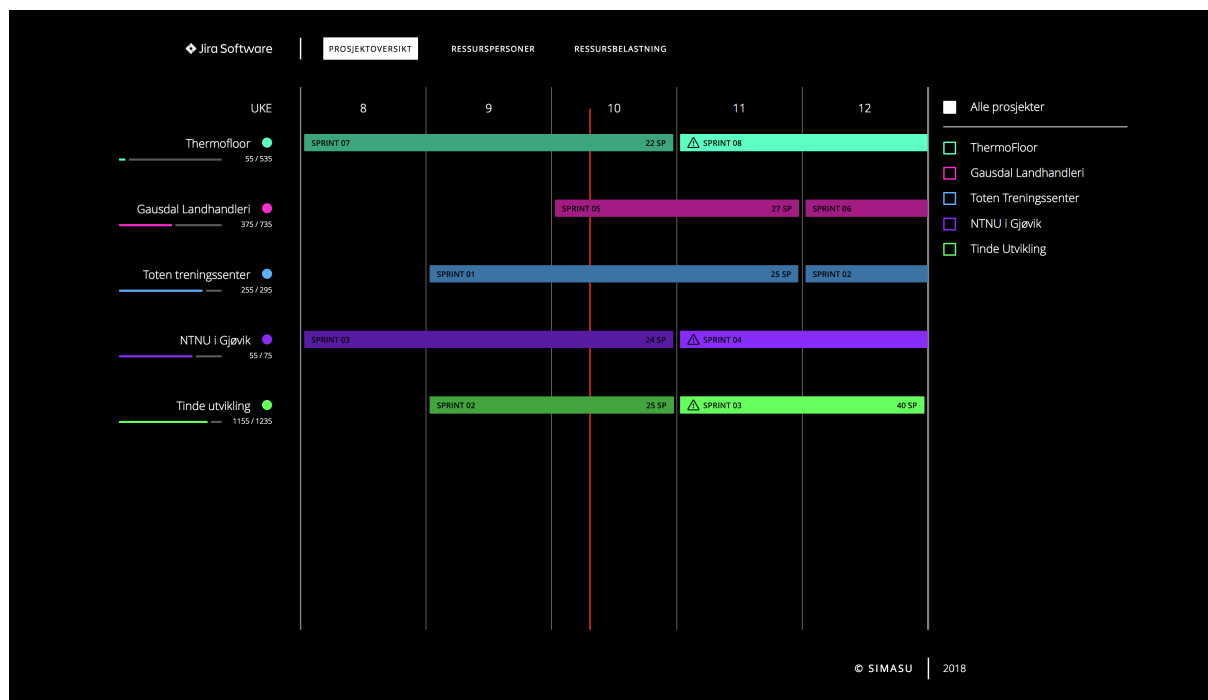 Jira Software
PROSJEKTOVERSIKT
RESSURSPERSONER
RESSURSBELASTNING
UKE 8 9 10 11 12
Thermofloor
55 / 535
SPRINT 07 22 SP
SPRINT 08
Gausdal Landhandleri
375 / 735
SPRINT 05 27 SP
SPRINT 06
Toten treningssenter
255 / 295
SPRINT 01 25 SP
SPRINT 02
NTNU i Gjøvik
55 / 75
SPRINT 03 24 SP
SPRINT 04
Tinde utvikling
1155 / 1235
SPRINT 02 25 SP
SPRINT 03 40 SP
Alle prosjekter
ThermoFloor
Gausdal Landhandleri
Toten Treningssenter
NTNU i Gjøvik
Tinde Utvikling
© SIMASU 2018